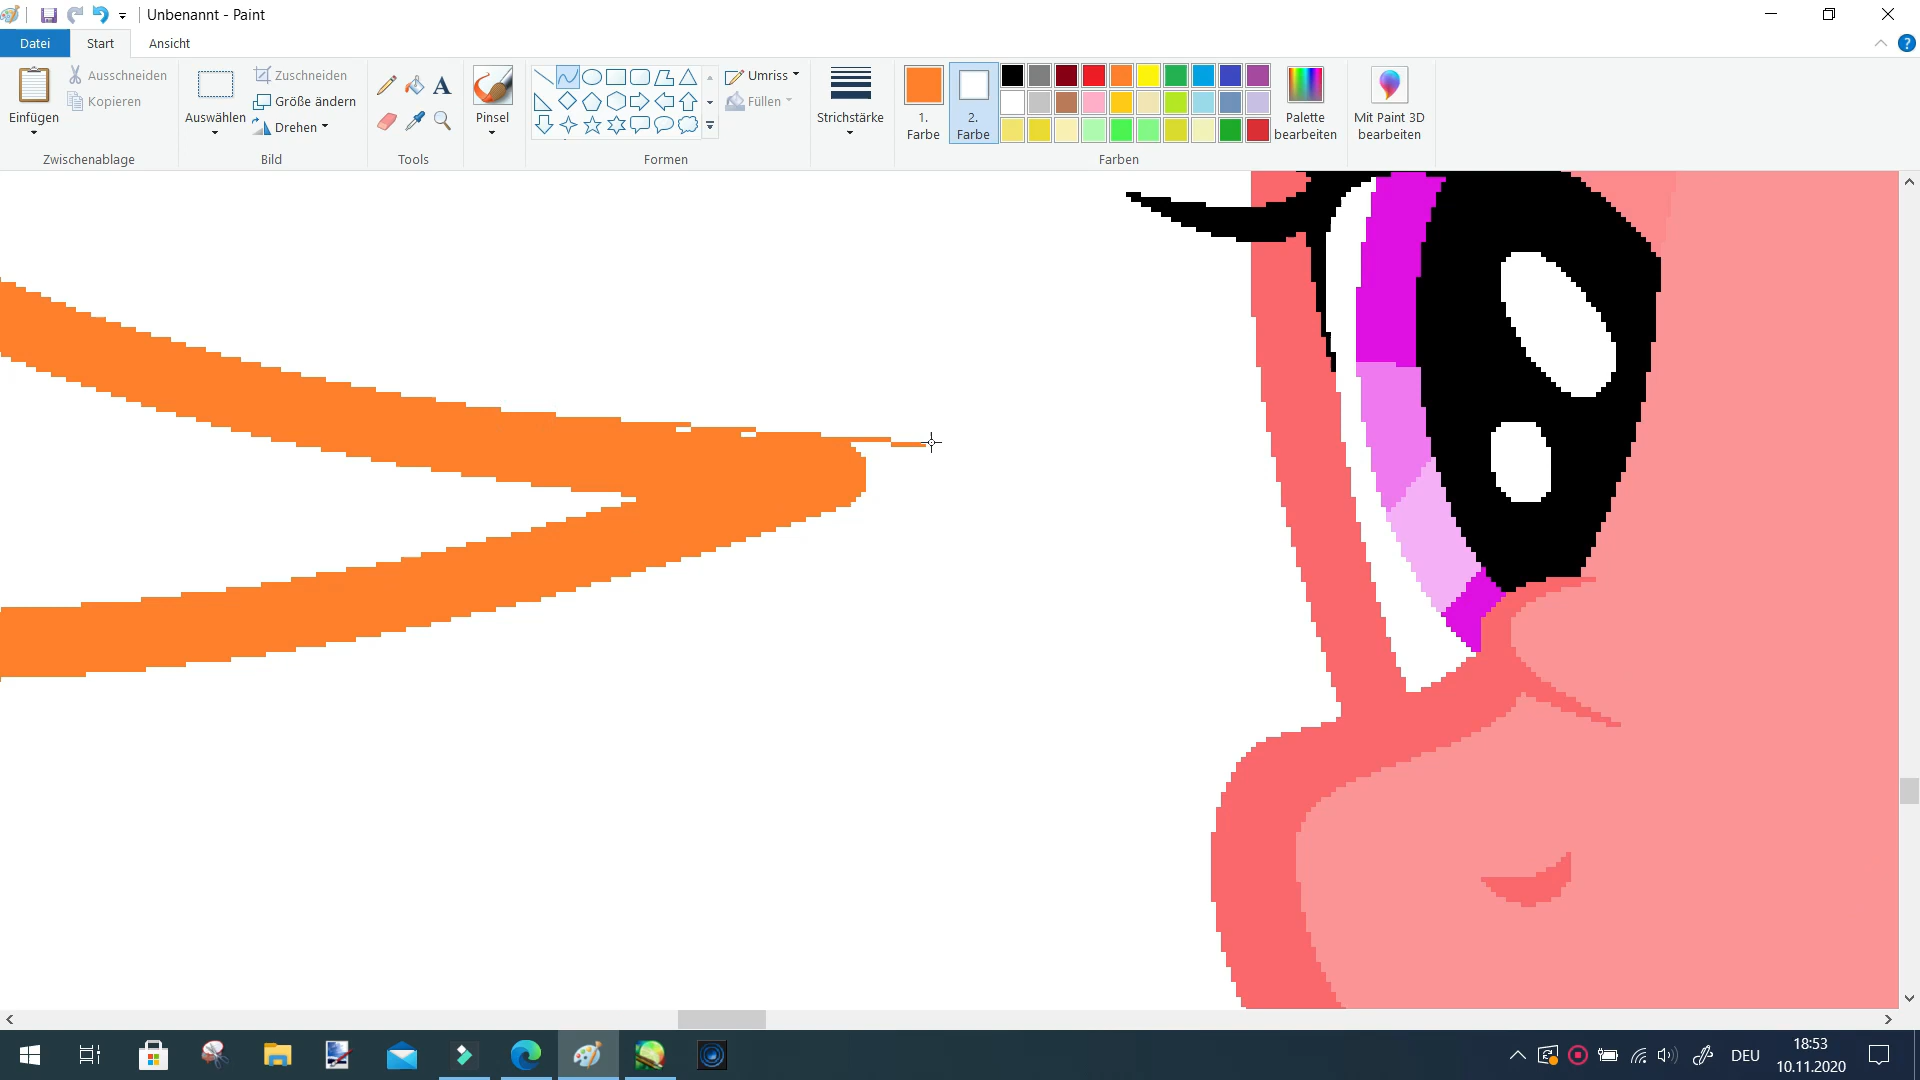 Unbenannt - Paint
Datei Start Ansicht
Einfügen
Ausschneiden
Kopieren
Zwischenablage
Auswählen
Zuschneiden
Größe ändern
Drehen
Bild
A
Tools
Pinsel
Umriss
Füllen
Formen
Strichstärke
1.
Farbe
2.
Farbe
Palette
bearbeiten
Farben
Mit Paint 3D
bearbeiten
DEU
18:53
10.11.2020